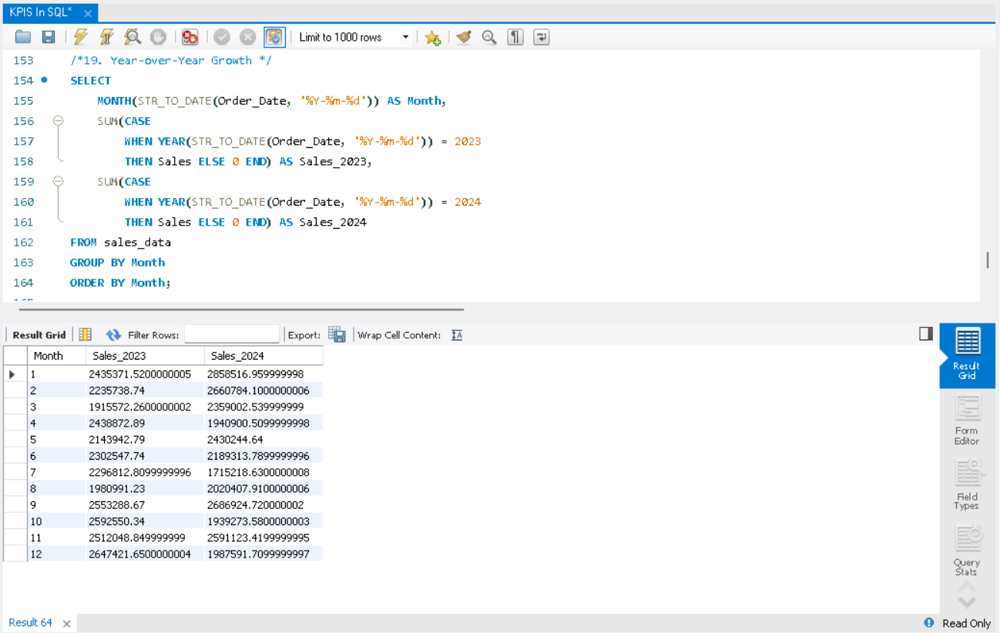 KPIS In SQL*
Limit to 1000 rows
153 /*19. Year-over-Year Growth */
154 SELECT
155 MONTH(STR_TO_DATE(Order_Date, '%Y-%m-%d')) AS Month,
156 SUM(CASE
157 WHEN YEAR(STR_TO_DATE(Order_Date, '%Y-%m-%d')) = 2023
158 THEN Sales ELSE 0 END) AS Sales_2023,
159 SUM(CASE
160 WHEN YEAR(STR_TO_DATE(Order_Date, '%Y-%m-%d')) = 2024
161 THEN Sales ELSE 0 END) AS Sales_2024
162 FROM sales_data
163 GROUP BY Month
164 ORDER BY Month;
Result Grid Filter Rows: Export: Wrap Cell Content: IA
Month Sales_2023 Sales_2024
1 2435371.5200000005 2858516.959999998
2 2235738.74 2660784.1000000006
3 1915572.2600000002 2359002.539999999
4 2438872.89 1940900.5099999998
5 2143942.79 2430244.64
6 2302547.74 2189313.7899999996
7 2296812.8099999996 1715218.6300000008
8 1980991.23 2020407.9100000006
9 2553288.67 2686924.720000002
10 2592550.34 1939273.5800000003
11 2512048.849999999 2591123.4199999995
12 2647421.6500000004 1987591.7099999997
Result
Grid
Form
Editor
Field
Types
Query
Stats
Result 64
Read Only